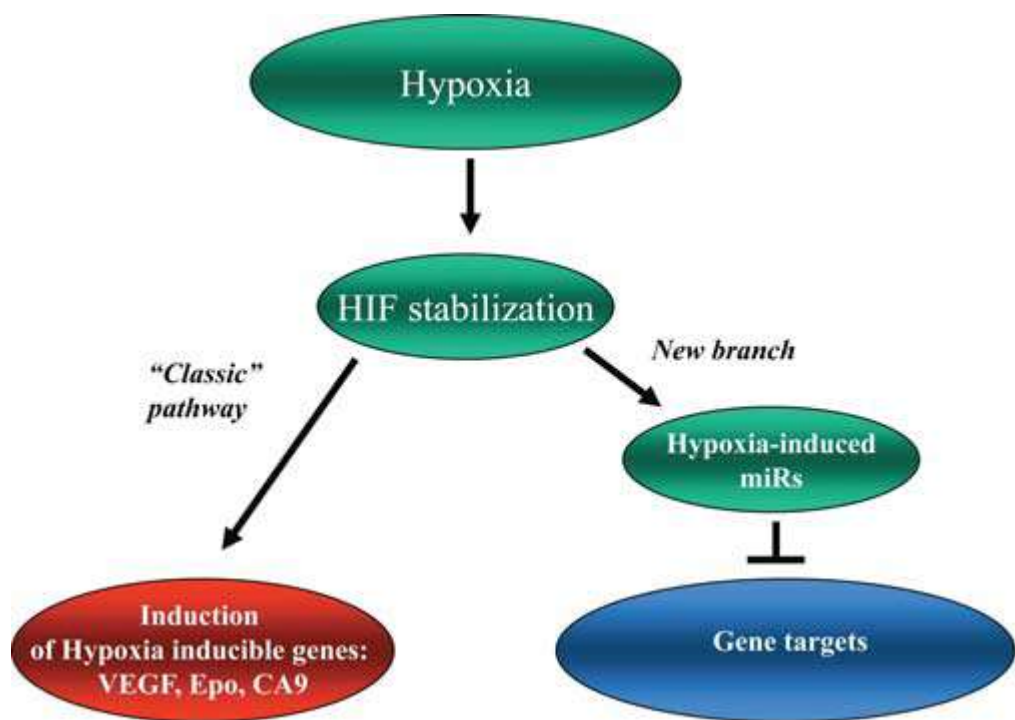 Hypoxia
HIF stabilization
“Classic”
pathway
New branch
Hypoxia-induced
miRs
Induction
of Hypoxia inducible genes:
VEGF, Epo, CA9
Gene targets